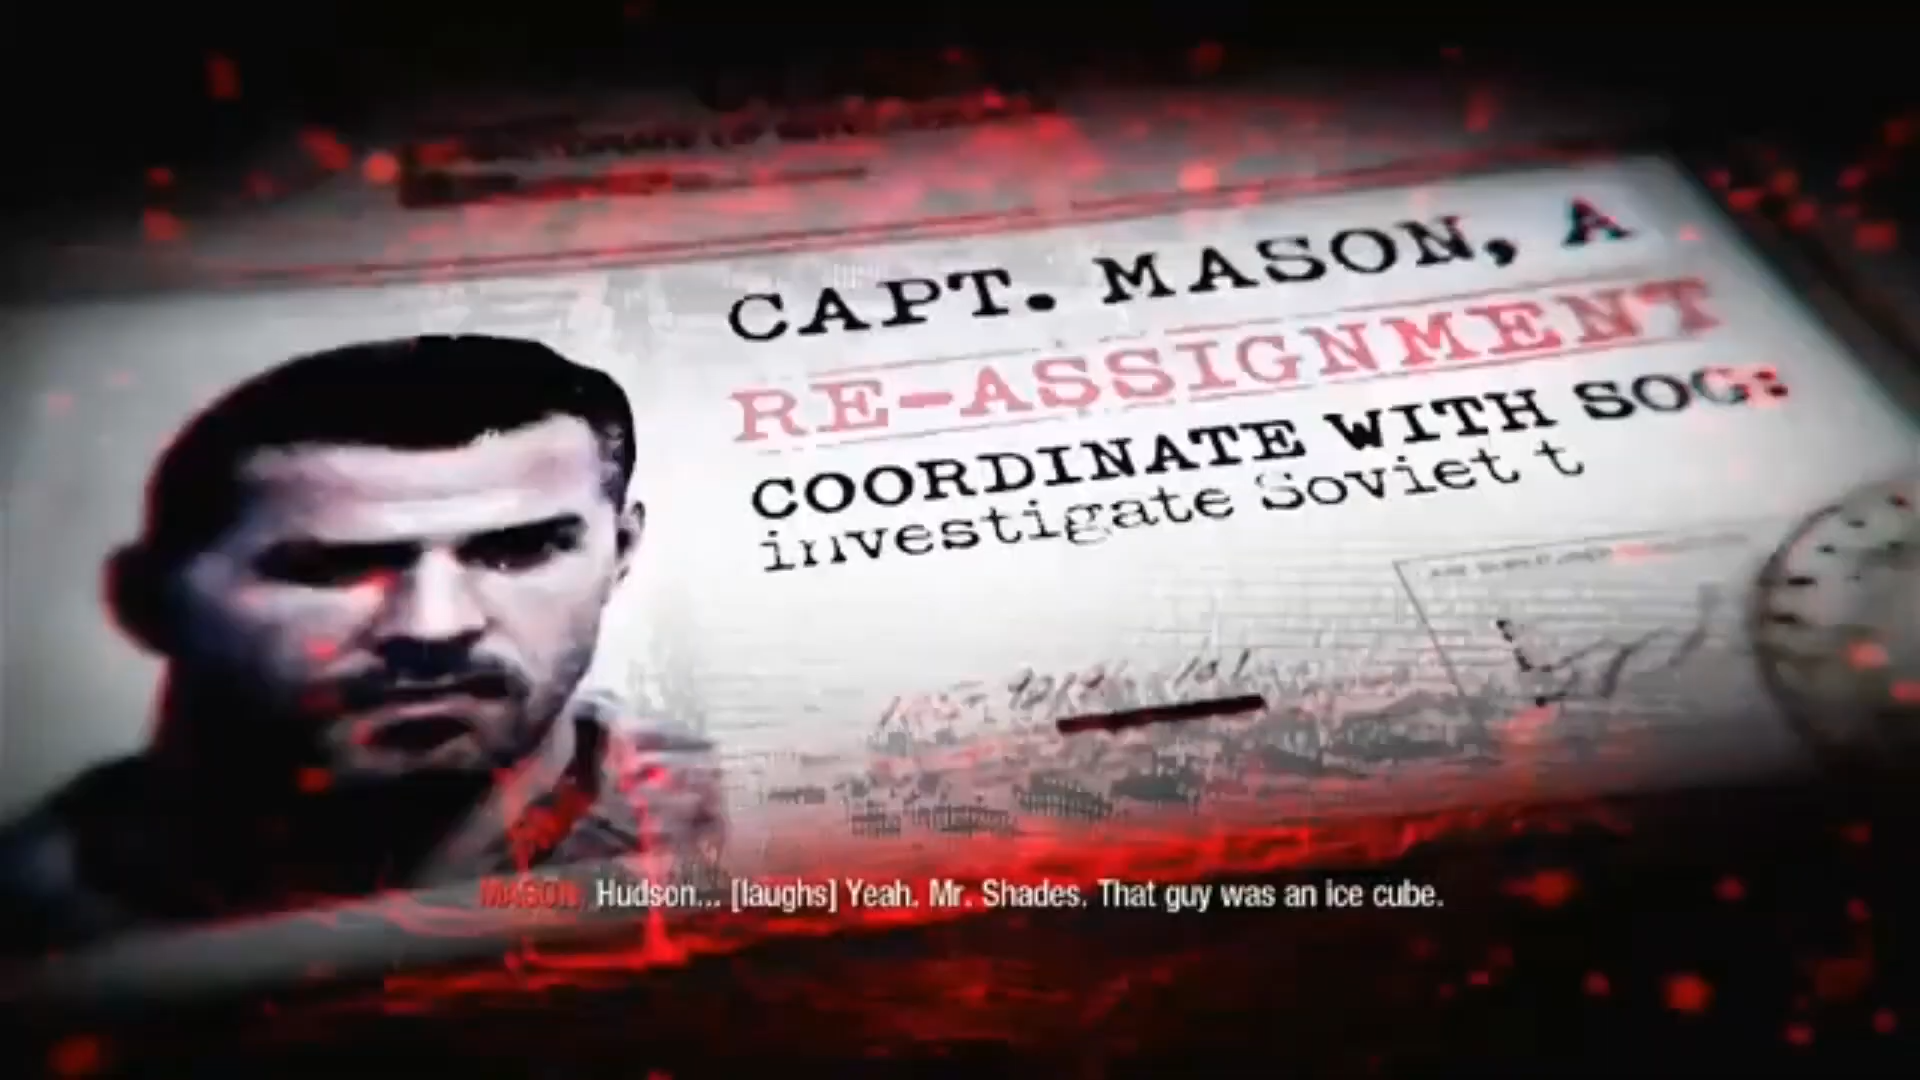 CAPT. MASON, A
RE-ASSIGNMENT
COORDINATE WITH SOG:
investigate Soviet t
MASON: Hudson... [laughs] Yeah. Mr. Shades. That guy was an ice cube.